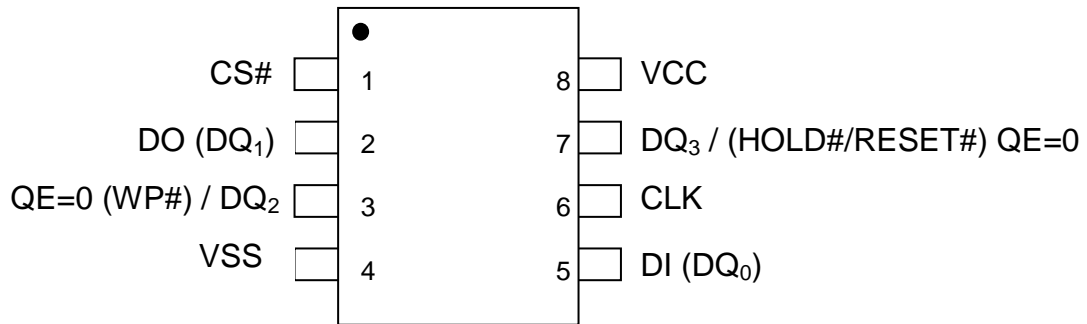 CS# 1 8 VCC
DO (DQ₁) 2 7 DQ₃ / (HOLD#/RESET#) QE=0
QE=0 (WP#) / DQ₂ 3 6 CLK
VSS 4 5 DI (DQ₀)